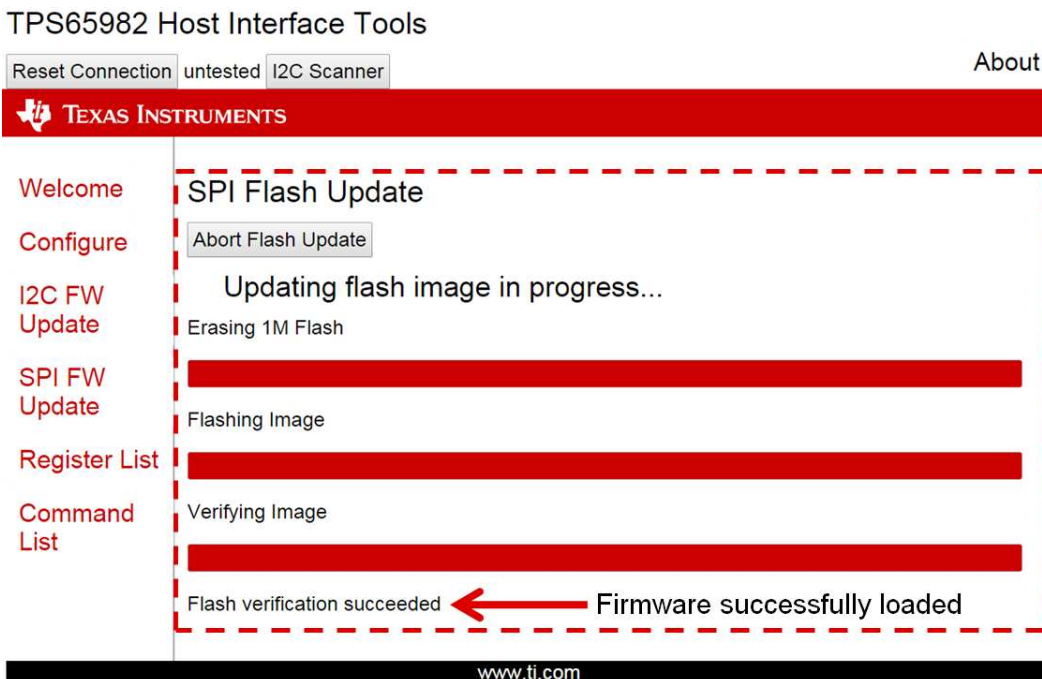 TPS65982 Host Interface Tools
Reset Connection untested I2C Scanner
About
TEXAS INSTRUMENTS
Welcome
Configure
I2C FW
Update
SPI FW
Update
Register List
Command
List
SPI Flash Update
Abort Flash Update
Updating flash image in progress...
Erasing 1M Flash
Flashing Image
Verifying Image
Flash verification succeeded
Firmware successfully loaded
www.ti.com